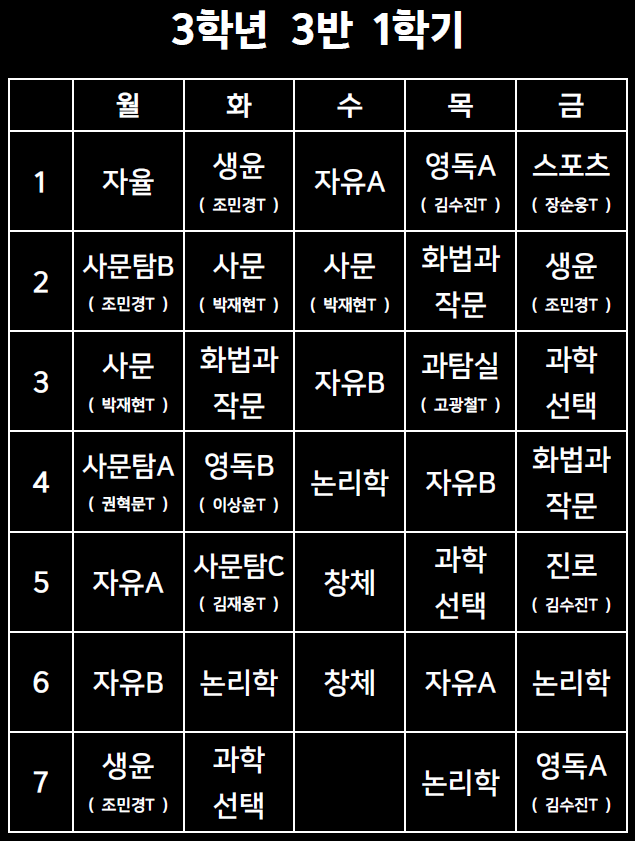 3학년 3반 1학기
월 화 수 목 금
1 자율 생윤 자유A 영독A 스포츠
( 조민경T ) ( 김수진T ) ( 장순웅T )
2 사문탐B 사문 사문 화법과 작문 생윤
( 조민경T ) ( 박재현T ) ( 박재현T ) ( 조민경T )
3 사문 화법과 작문 자유B 과탐실 과학 선택
( 박재현T ) ( 고광철T )
4 사문탐A 영독B 논리학 자유B 화법과 작문
( 권혁문T ) ( 이상윤T )
5 자유A 사문탐C 창체 과학 선택 진로
( 김재웅T ) ( 김수진T )
6 자유B 논리학 창체 자유A 논리학
7 생윤 과학 선택 논리학 영독A
( 조민경T ) ( 김수진T )